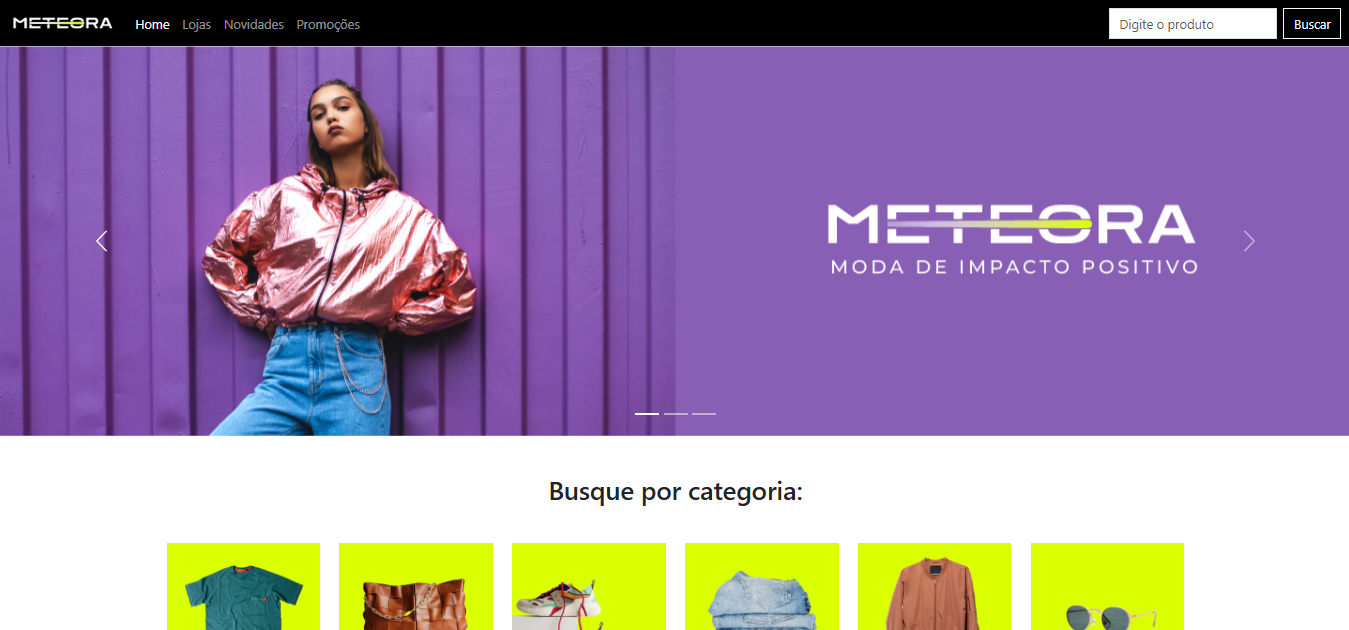 METEORA Home Lojas Novidades Promoções Digite o produto Buscar
METEORA
MODA DE IMPACTO POSITIVO
Busque por categoria: